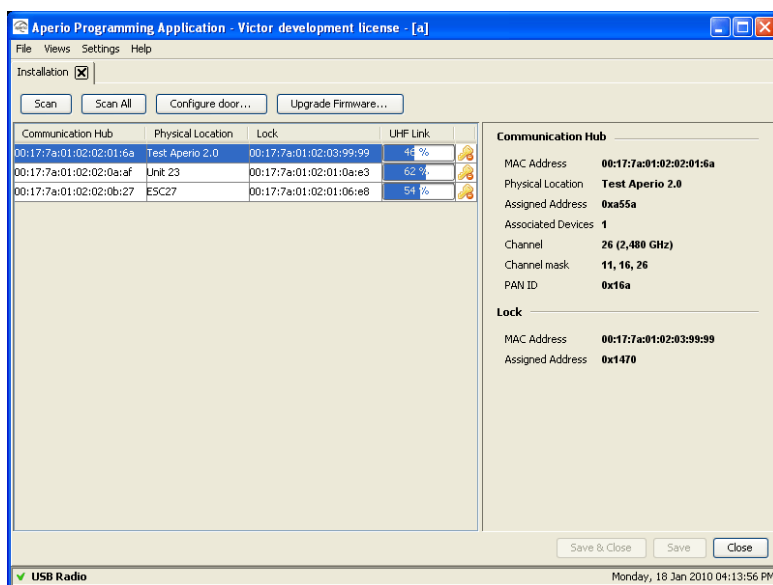 Aperio Programming Application - Victor development license - [a]
File Views Settings Help
Installation
Scan Scan All Configure door... Upgrade Firmware...
Communication Hub Physical Location Lock UHF Link
00:17:7a:01:02:02:01:6a Test Aperio 2.0 00:17:7a:01:02:03:99:99 46 %
00:17:7a:01:02:02:0a:af Unit 23 00:17:7a:01:02:01:0a:e3 62 %
00:17:7a:01:02:02:0b:27 ESC27 00:17:7a:01:02:01:06:e8 54 %
Communication Hub
MAC Address 00:17:7a:01:02:02:01:6a
Physical Location Test Aperio 2.0
Assigned Address 0xa55a
Associated Devices 1
Channel 26 (2,480 GHz)
Channel mask 11, 16, 26
PAN ID 0x16a
Lock
MAC Address 00:17:7a:01:02:03:99:99
Assigned Address 0x1470
Save & Close Save Close
USB Radio Monday, 18 Jan 2010 04:13:56 PM